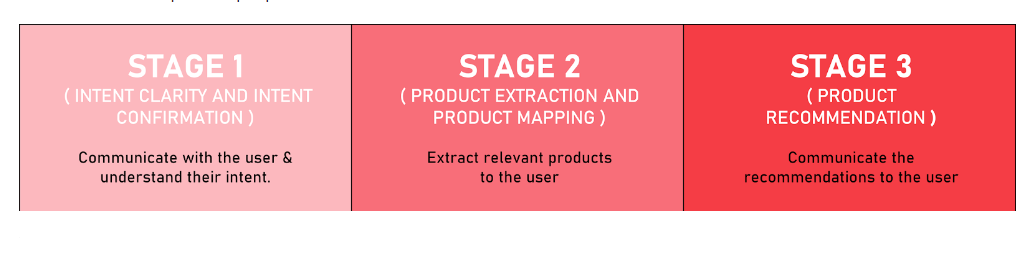 STAGE 1
( INTENT CLARITY AND INTENT
CONFIRMATION )
Communicate with the user &
understand their intent.
STAGE 2
( PRODUCT EXTRACTION AND
PRODUCT MAPPING )
Extract relevant products
to the user
STAGE 3
( PRODUCT
RECOMMENDATION )
Communicate the
recommendations to the user